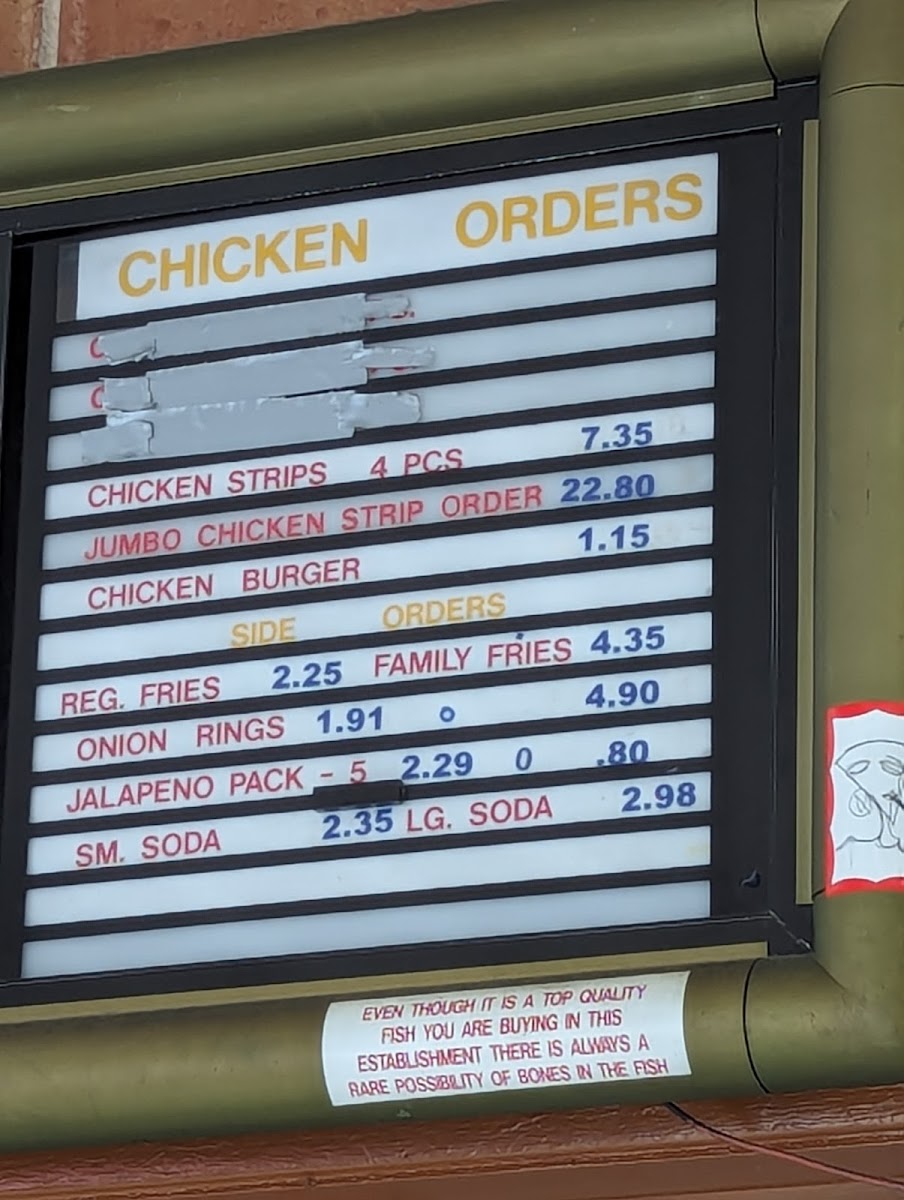 CHICKEN ORDERS
C
C
CHICKEN STRIPS 4 PCS 7.35
JUMBO CHICKEN STRIP ORDER 22.80
CHICKEN BURGER 1.15
SIDE ORDERS
REG. FRIES 2.25 FAMILY FRIES 4.35
ONION RINGS 1.91 o 4.90
JALAPENO PACK - 5 2.29 0 .80
SM. SODA 2.35 LG. SODA 2.98
EVEN THOUGH IT IS A TOP QUALITY
FISH YOU ARE BUYING IN THIS
ESTABLISHMENT THERE IS ALWAYS A
RARE POSSIBILITY OF BONES IN THE FISH